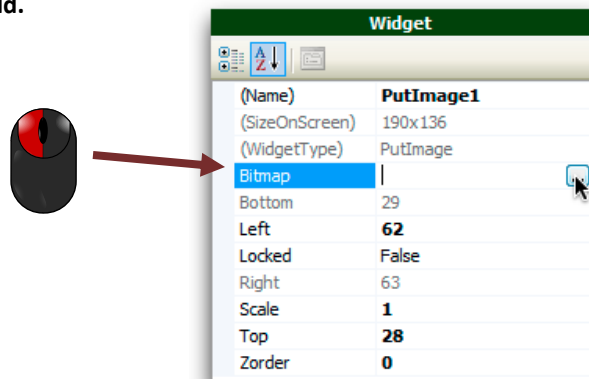 d.
Widget
(Name) PutImage1
(SizeOnScreen) 190x136
(WidgetType) PutImage
Bitmap
Bottom 29
Left 62
Locked False
Right 63
Scale 1
Top 28
Zorder 0